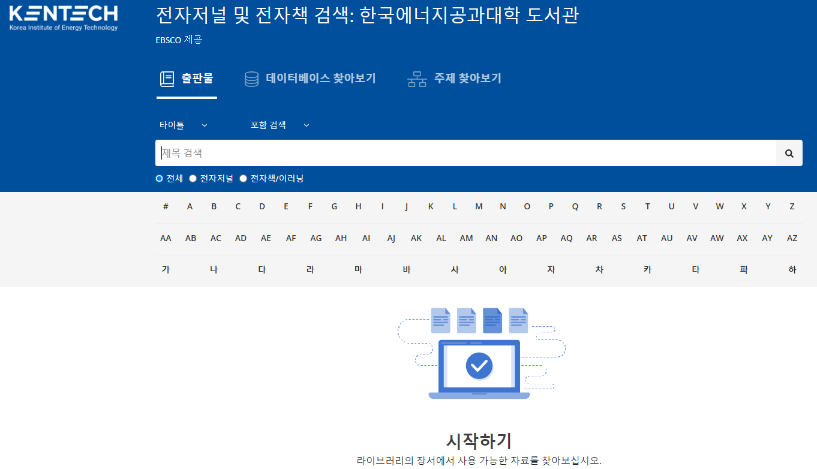 KENTECH
Korea Institute of Energy Technology
전자저널 및 전자책 검색: 한국에너지공과대학 도서관
EBSCO 제공
출판물 데이터베이스 찾아보기 주제 찾아보기
타이틀 포함 검색
제목 검색
전체 전자저널 전자책/이러닝
# A B C D E F G H I J K L M N O P Q R S T U V W X Y Z
AA AB AC AD AE AF AG AH AI AJ AK AL AM AN AO AP AQ AR AS AT AU AV AW AX AY AZ
가 나 다 라 마 바 사 아 자 차 카 타 파 하
시작하기
라이브러리의 장서에서 사용 가능한 자료를 찾아보십시오.